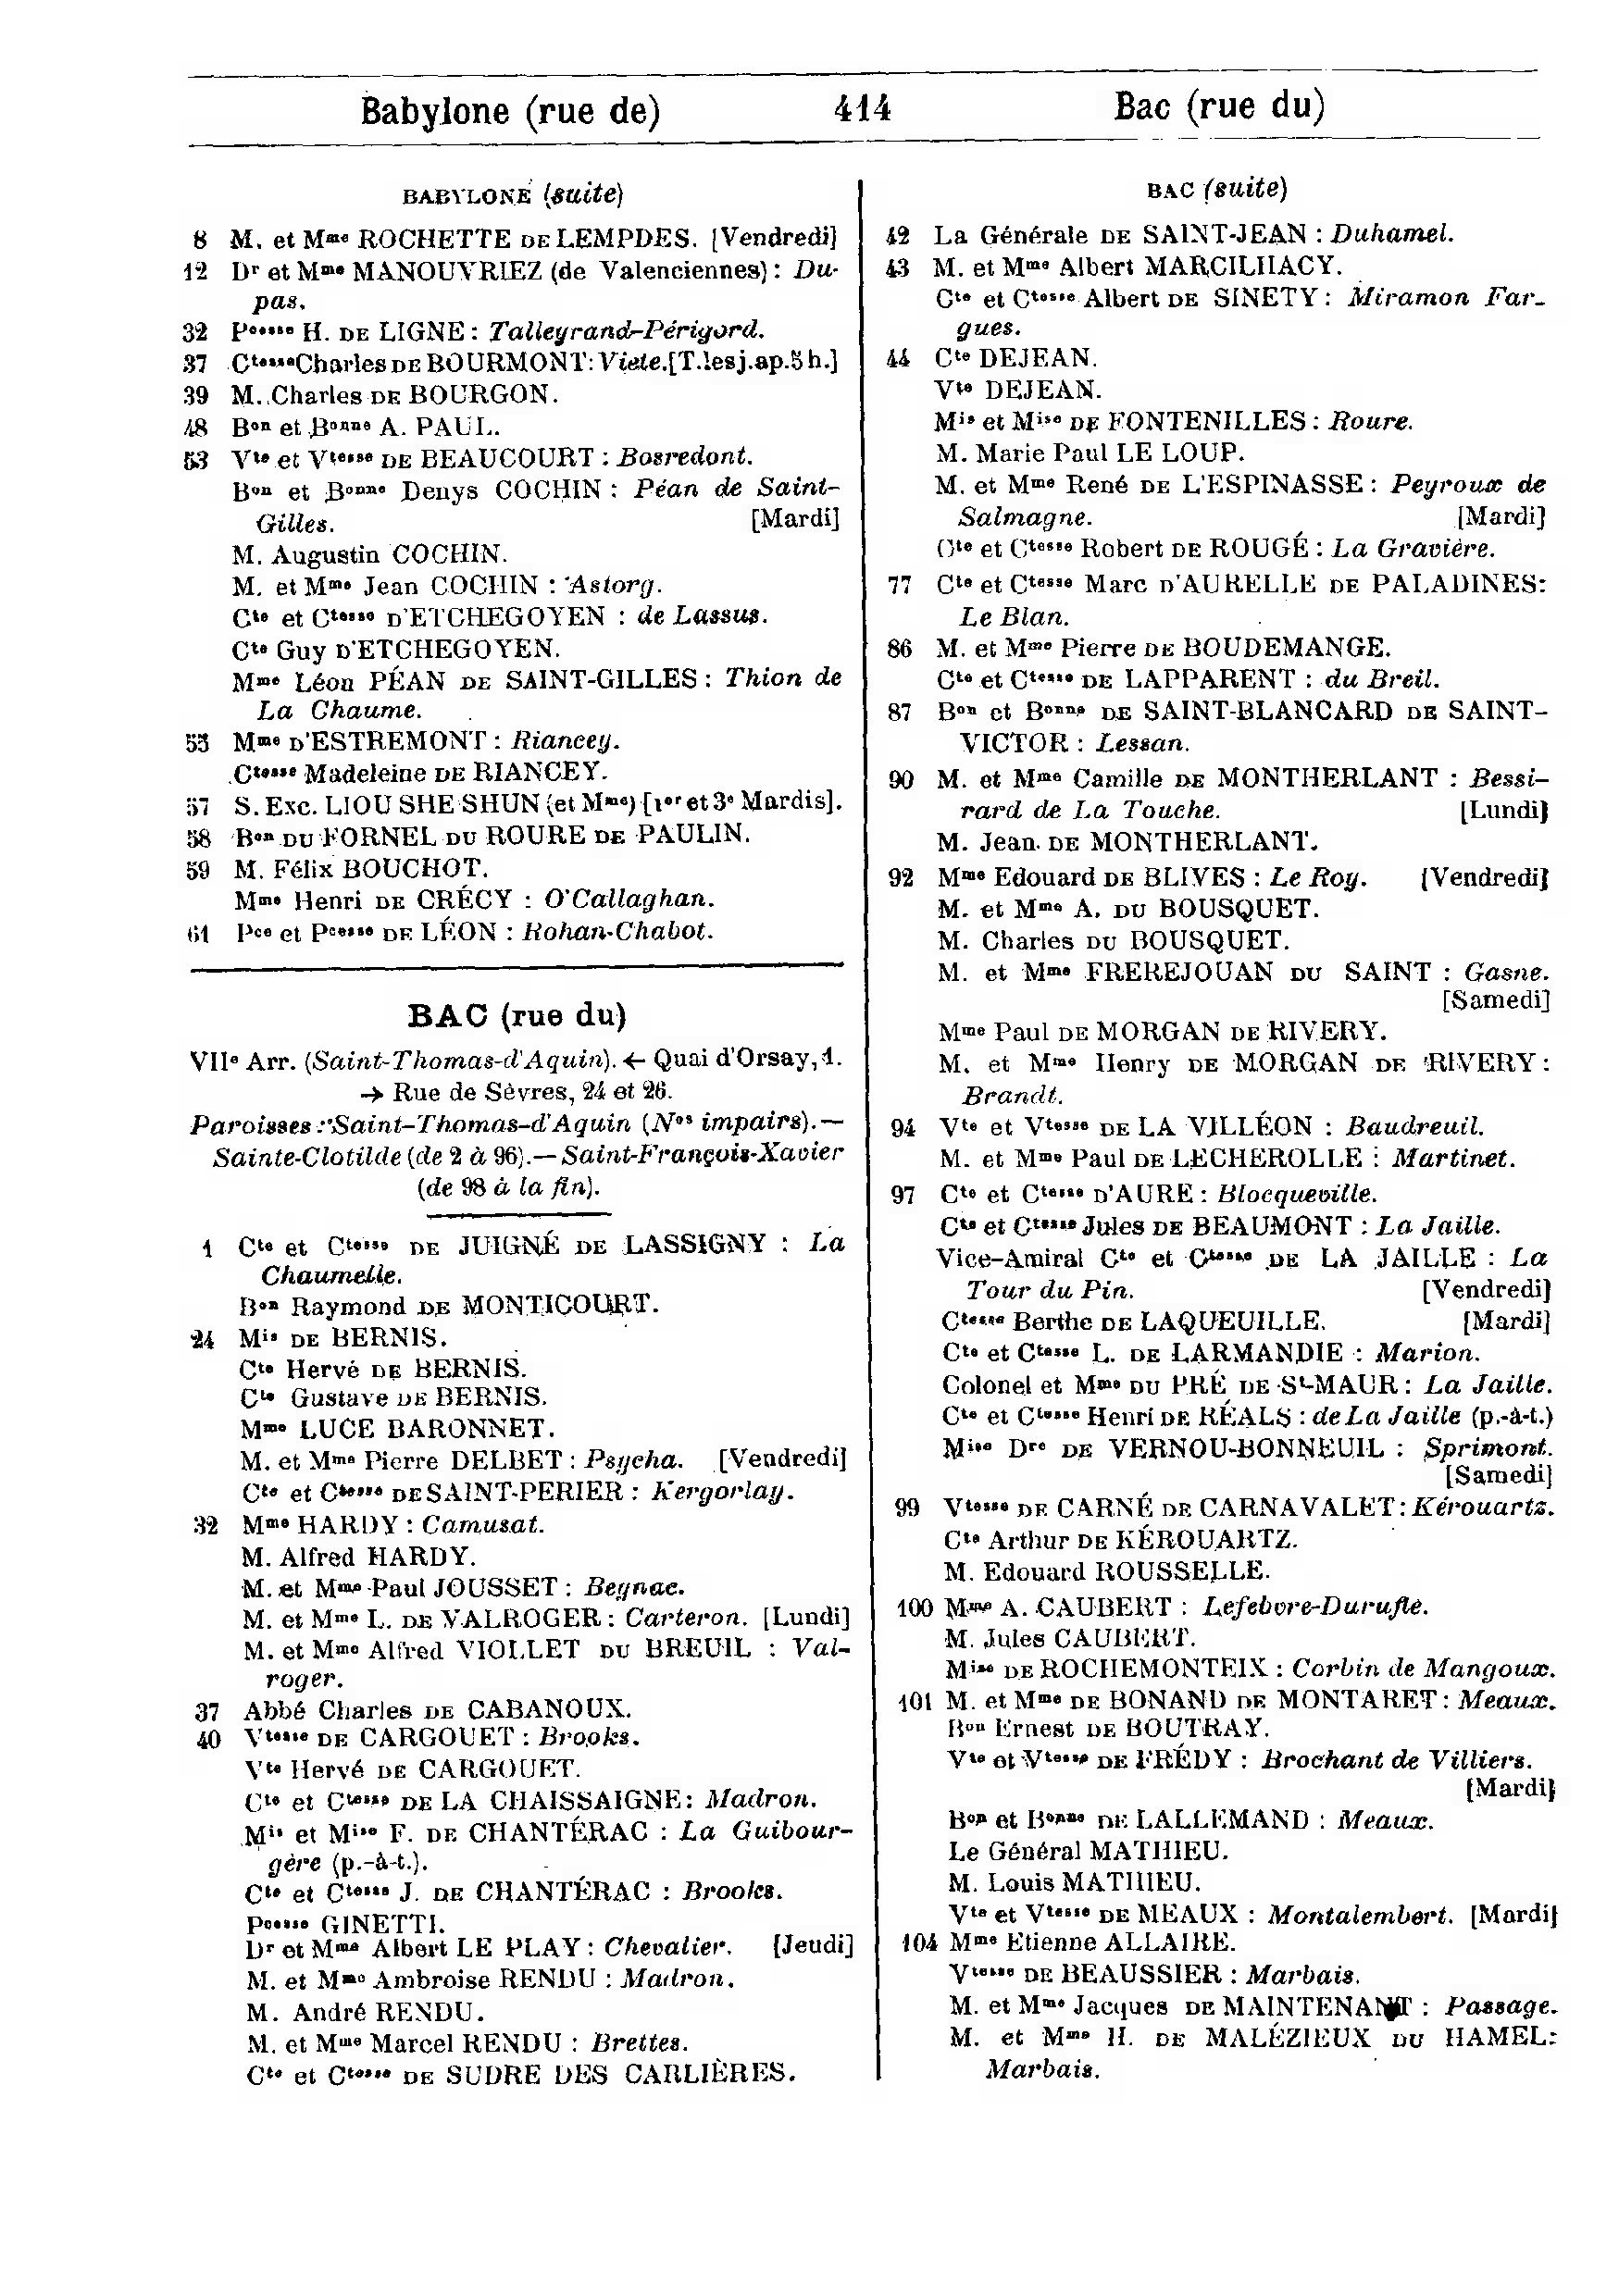 Babylone (rue de) 414 Bac (rue du)
BABYLONE (suite)
8 M. et Mme ROCHETTE DE LEMPDES. [Vendredi]
12 Dr et Mme MANOUVRIEZ (de Valenciennes) : Du-
pas.
32 Pcesse H. DE LIGNE : Talleyrand-Périgord.
37 Ctesse Charles DE BOURMONT: Viete. [T. les j. ap. 5 h.]
39 M. Charles DE BOURGON.
48 Bon et Bonne A. PAUL.
53 Vte et Vtesse DE BEAUCOURT : Bosredont.
Bon et Bonne Denys COCHIN : Péan de Saint-
Gilles. [Mardi]
M. Augustin COCHIN.
M. et Mme Jean COCHIN : Astorg.
Cte et Ctesse D'ETCHEGOYEN : de Lassus.
Cte Guy D'ETCHEGOYEN.
Mme Léon PÉAN DE SAINT-GILLES : Thion de
La Chaume.
55 Mme D'ESTREMONT : Riancey.
Ctesse Madeleine DE RIANCEY.
57 S. Exc. LIOU SHE SHUN (et Mme) [1er et 3e Mardis].
58 Bon DU FORNEL DU ROURE DE PAULIN.
59 M. Félix BOUCHOT.
Mme Henri DE CRÉCY : O'Callaghan.
61 Pce et Pcesse DE LÉON : Rohan-Chabot.
BAC (rue du)
VIIe Arr. (Saint-Thomas-d'Aquin). ← Quai d'Orsay, 1.
→ Rue de Sèvres, 24 et 26.
Paroisses : Saint-Thomas-d'Aquin (Nos impairs). —
Sainte-Clotilde (de 2 à 96). — Saint-François-Xavier
(de 98 à la fin).
1 Cte et Ctesse DE JUIGNÉ DE LASSIGNY : La
Chaumelle.
Bon Raymond DE MONTICOURT.
24 Mis DE BERNIS.
Cte Hervé DE BERNIS.
Cte Gustave DE BERNIS.
Mme LUCE BARONNET.
M. et Mme Pierre DELBET : Psycha. [Vendredi]
Cte et Ctesse DE SAINT-PERIER : Kergorlay.
32 Mme HARDY : Camusat.
M. Alfred HARDY.
M. et Mme Paul JOUSSET : Beynac.
M. et Mme L. DE VALROGER : Carteron. [Lundi]
M. et Mme Alfred VIOLLET DU BREUIL : Val-
roger.
37 Abbé Charles DE CABANOUX.
40 Vtesse DE CARGOUET : Brooks.
Vte Hervé DE CARGOUET.
Cte et Ctesse DE LA CHAISSAIGNE : Madron.
Mis et Mise F. DE CHANTÉRAC : La Guibour-
gère (p.-à-t.).
Cte et Ctesse J. DE CHANTÉRAC : Brooks.
Pcesse GINETTI.
Dr et Mme Albert LE PLAY : Chevalier. [Jeudi]
M. et Mme Ambroise RENDU : Madron.
M. André RENDU.
M. et Mme Marcel RENDU : Brettes.
Cte et Ctesse DE SUDRE DES CARLIÈRES.
BAC (suite)
42 La Générale DE SAINT-JEAN : Duhamel.
43 M. et Mme Albert MARCILHACY.
Cte et Ctesse Albert DE SINETY : Miramon Far-
gues.
44 Cte DEJEAN.
Vte DEJEAN.
Mis et Mise DE FONTENILLES : Roure.
M. Marie Paul LE LOUP.
M. et Mme René DE L'ESPINASSE : Peyroux de
Salmagne. [Mardi]
Cte et Ctesse Robert DE ROUGÉ : La Gravière.
77 Cte et Ctesse Marc D'AURELLE DE PALADINES:
Le Blan.
86 M. et Mme Pierre DE BOUDEMANGE.
Cte et Ctesse DE LAPPARENT : du Breil.
87 Bon et Bonne DE SAINT-BLANCARD DE SAINT-
VICTOR : Lessan.
90 M. et Mme Camille DE MONTHERLANT : Bessi-
rard de La Touche. [Lundi]
M. Jean DE MONTHERLANT.
92 Mme Edouard DE BLIVES : Le Roy. [Vendredi]
M. et Mme A. DU BOUSQUET.
M. Charles DU BOUSQUET.
M. et Mme FREREJOUAN DU SAINT : Gasne.
[Samedi]
Mme Paul DE MORGAN DE RIVERY.
M. et Mme Henry DE MORGAN DE RIVERY :
Brandt.
94 Vte et Vtesse DE LA VILLÉON : Baudreuil.
M. et Mme Paul DE LECHEROLLE : Martinet.
97 Cte et Ctesse D'AURE : Blocqueville.
Cte et Ctesse Jules DE BEAUMONT : La Jaille.
Vice-Amiral Cte et Ctesse DE LA JAILLE : La
Tour du Pin. [Vendredi]
Ctesse Berthe DE LAQUEUILLE. [Mardi]
Cte et Ctesse L. DE LARMANDIE : Marion.
Colonel et Mme DU PRÉ DE St-MAUR : La Jaille.
Cte et Ctesse Henri DE RÉALS : de La Jaille (p.-à-t.)
Mise Dre DE VERNOU-BONNEUIL : Sprimont.
[Samedi]
99 Vtesse DE CARNÉ DE CARNAVALET : Kérouartz.
Cte Arthur DE KÉROUARTZ.
M. Edouard ROUSSELLE.
100 Mme A. CAUBERT : Lefebvre-Duruflé.
M. Jules CAUBERT.
Mise DE ROCHEMONTEIX : Corbin de Mangoux.
101 M. et Mme DE BONAND DE MONTARET : Meaux.
Bon Ernest DE BOUTRAY.
Vte et Vtesse DE FRÉDY : Brochant de Villiers.
[Mardi]
Bon et Bonne DE LALLEMAND : Meaux.
Le Général MATHIEU.
M. Louis MATHIEU.
Vte et Vtesse DE MEAUX : Montalembert. [Mardi]
104 Mme Etienne ALLAIRE.
Vtesse DE BEAUSSIER : Marbais.
M. et Mme Jacques DE MAINTENANT : Passage.
M. et Mme H. DE MALÉZIEUX DU HAMEL:
Marbais.